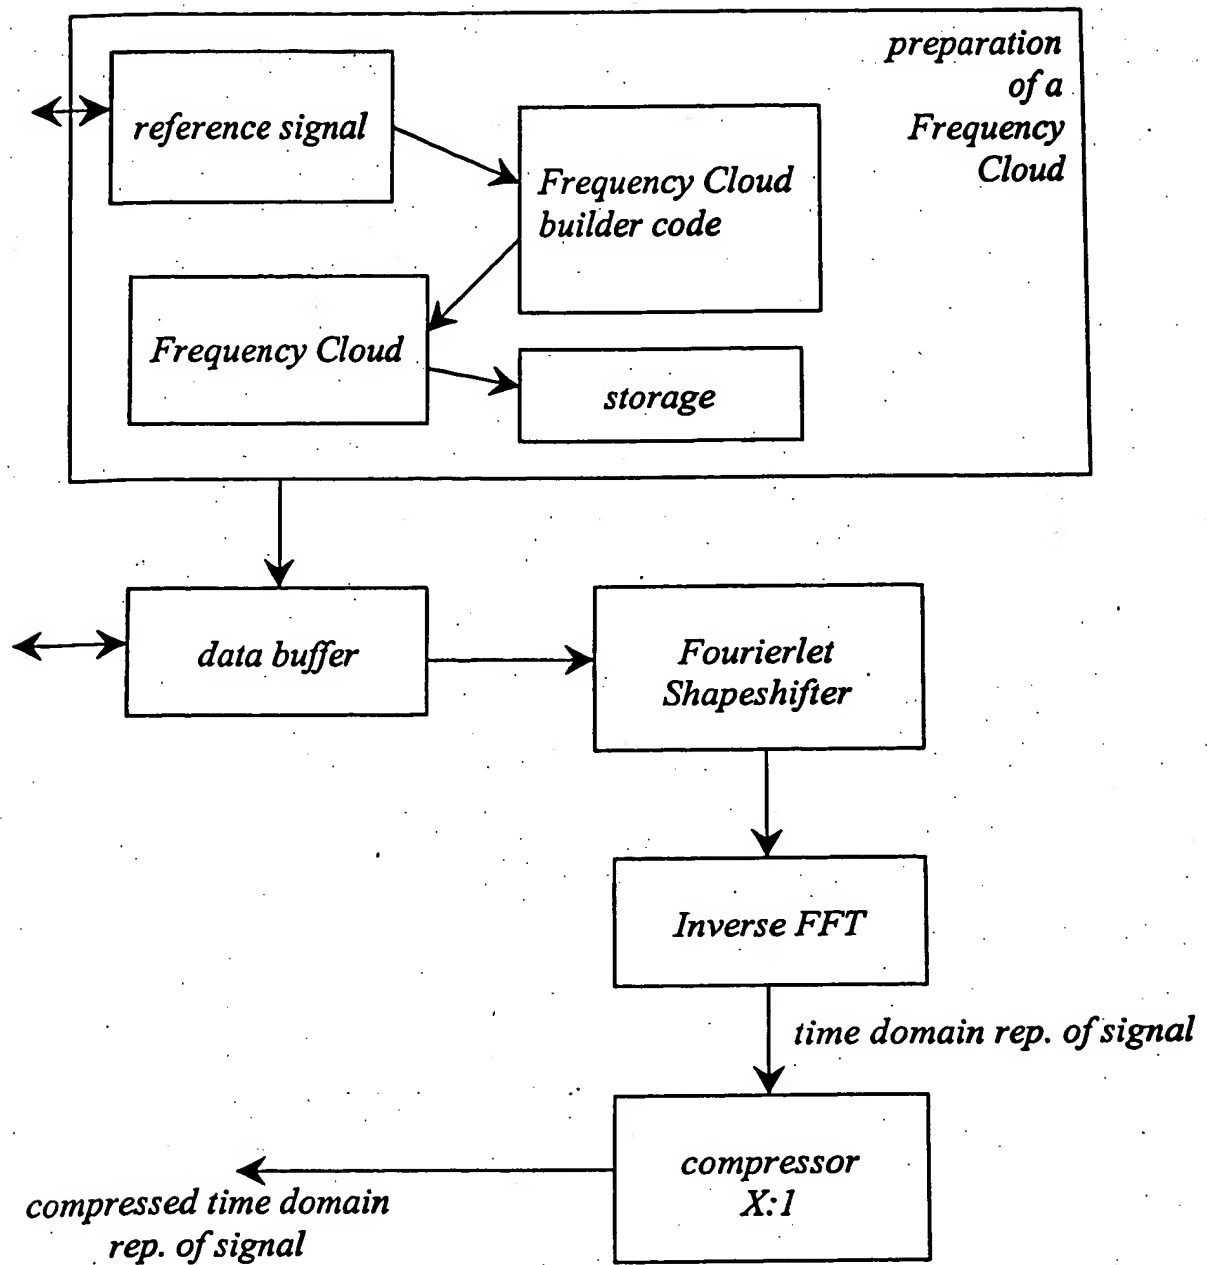 preparation
of a
Frequency
Cloud
reference signal
Frequency Cloud
builder code
Frequency Cloud
storage
data buffer
Fourierlet
Shapeshifter
Inverse FFT
time domain rep. of signal
compressor
X:1
compressed time domain
rep. of signal